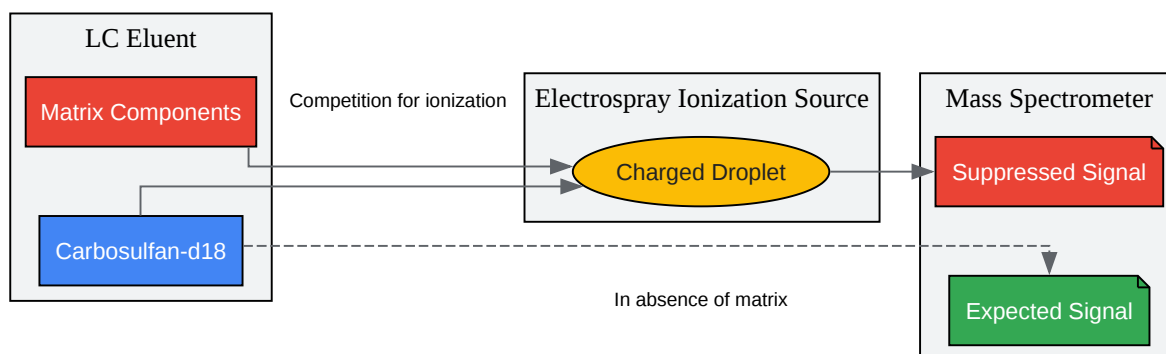 LC Eluent
Matrix Components
Carbosulfan-d18
Competition for ionization
Electrospray Ionization Source
Charged Droplet
In absence of matrix
Mass Spectrometer
Suppressed Signal
Expected Signal